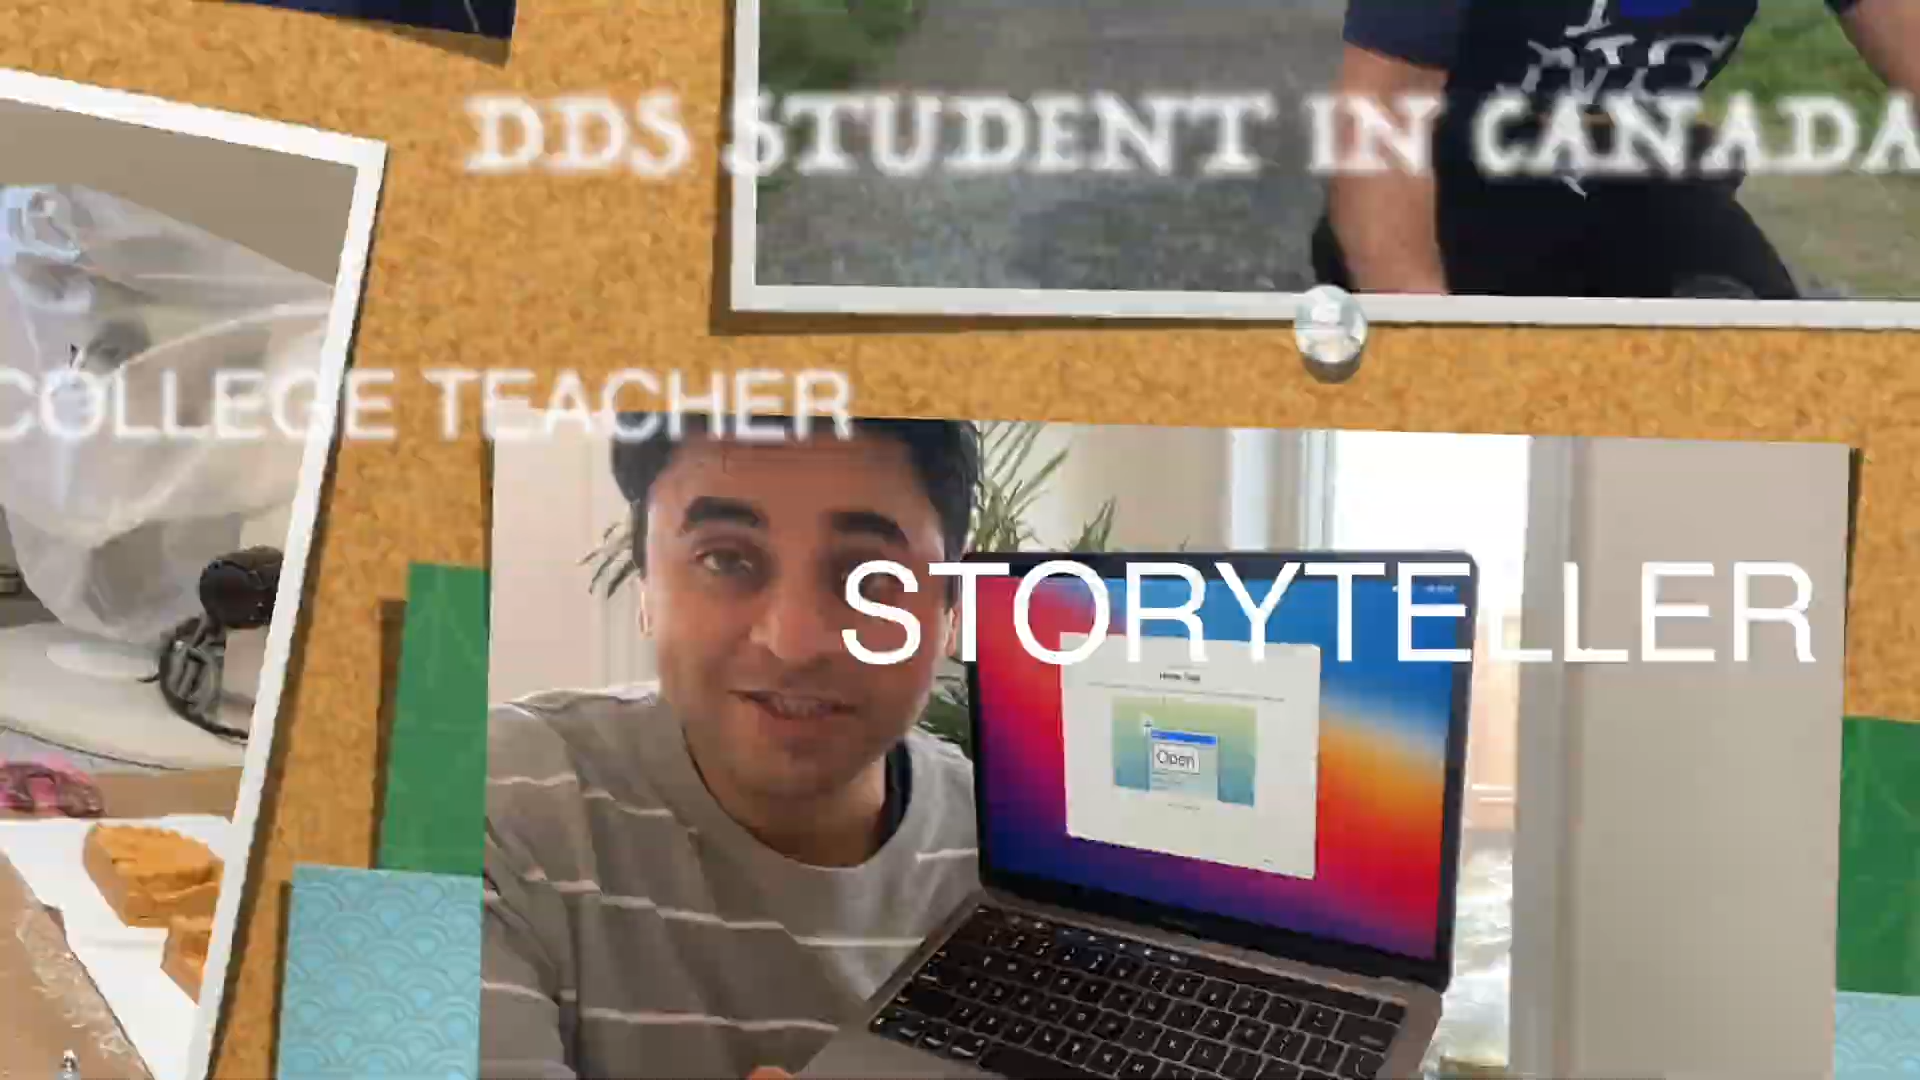 DDS STUDENT IN CANADA
COLLEGE TEACHER
STORYTELLER
Open